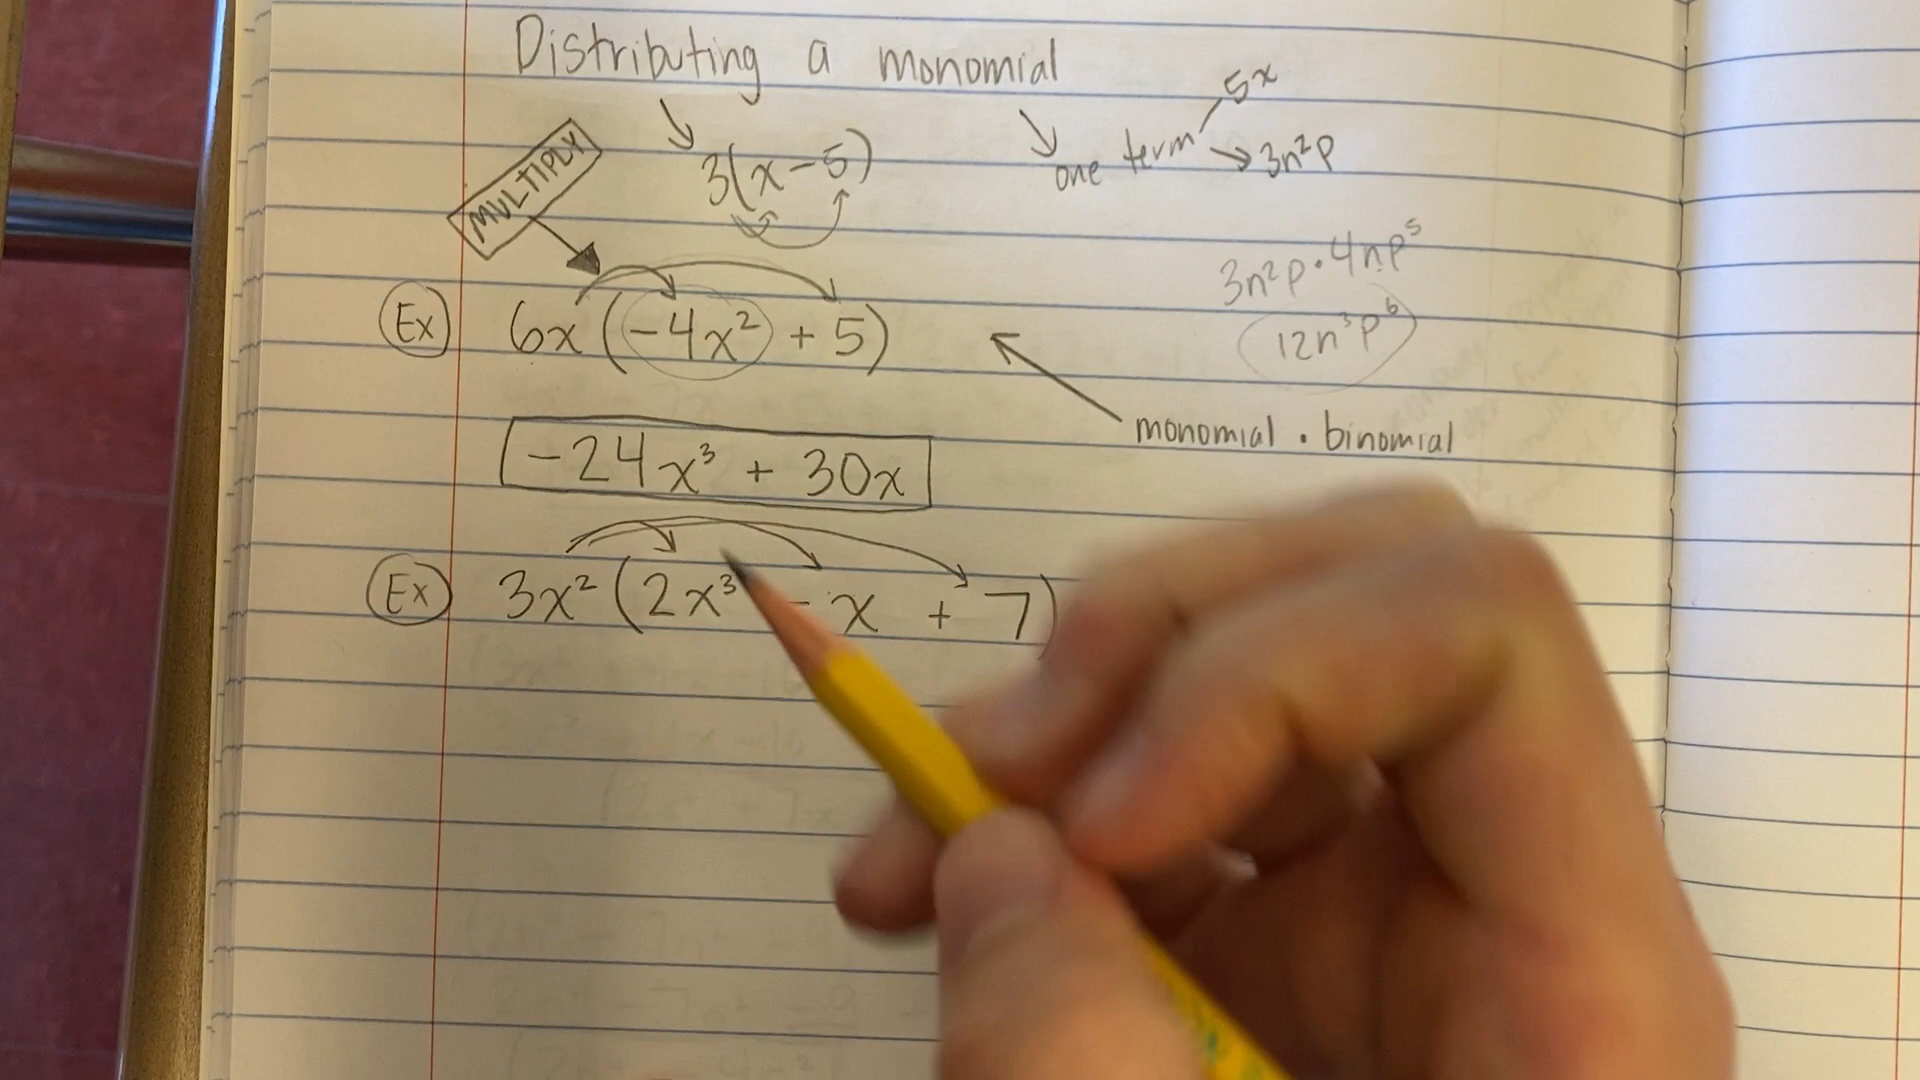 Distributing a monomial
5x
one term
3n²p
MULTIPLY
3(x-5)
3n²p·4np⁵
12n³p⁶
Ex 6x(-4x²+5)
monomial · binomial
-24x³ + 30x
Ex 3x²(2x³ - x + 7)